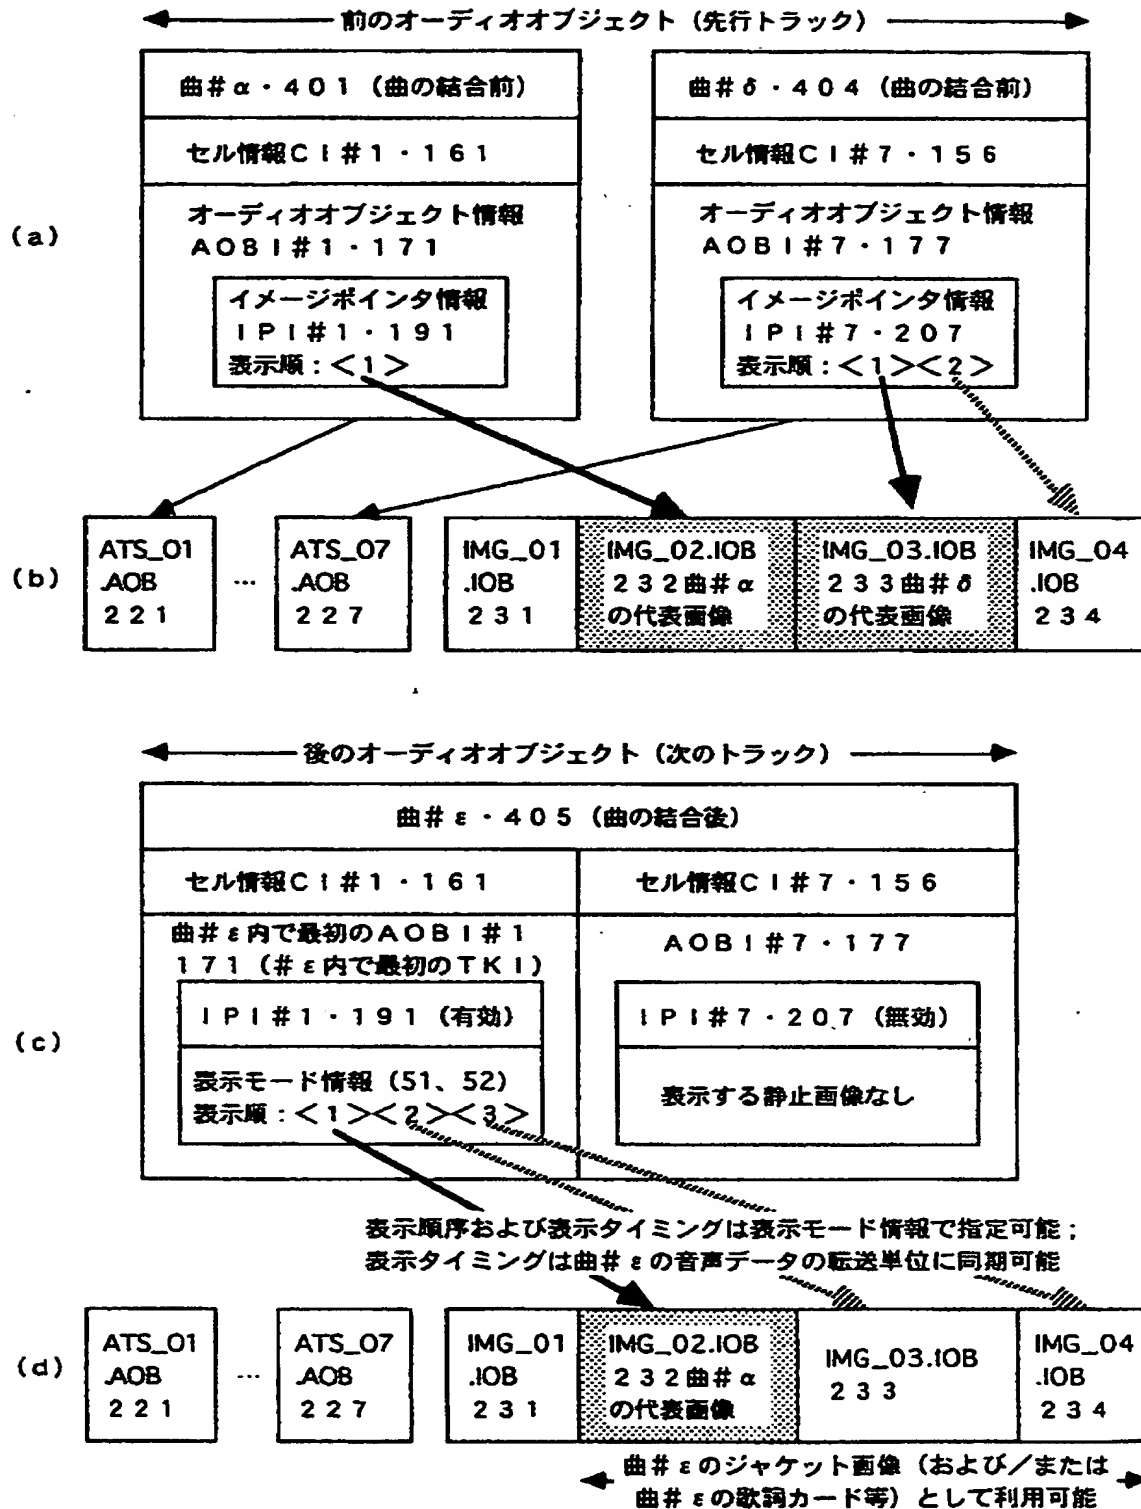 前のオーディオオブジェクト(先行トラック)
曲#α・401(曲の結合前)
曲#δ・404(曲の結合前)
セル情報CI#1・161
セル情報CI#7・156
オーディオオブジェクト情報
AOBI#1・171
オーディオオブジェクト情報
AOBI#7・177
(a)
イメージポインタ情報
IPI#1・191
表示順:<1>
イメージポインタ情報
IPI#7・207
表示順:<1><2>
(b)
ATS_01
.AOB
221
…
ATS_07
.AOB
227
IMG_01
.IOB
231
IMG_02.IOB
232曲#α
の代表画像
IMG_03.IOB
233曲#δ
の代表画像
IMG_04
.IOB
234
後のオーディオオブジェクト(次のトラック)
曲#ε・405(曲の結合後)
セル情報CI#1・161
セル情報CI#7・156
曲#ε内で最初のAOBI#1
171(#ε内で最初のTKI)
AOBI#7・177
(c)
IPI#1・191(有効)
表示モード情報(51、52)
表示順:<1><2><3>
IPI#7・207(無効)
表示する静止画像なし
表示順序および表示タイミングは表示モード情報で指定可能;
表示タイミングは曲#εの音声データの転送単位に同期可能
(d)
ATS_01
.AOB
221
…
ATS_07
.AOB
227
IMG_01
.IOB
231
IMG_02.IOB
232曲#α
の代表画像
IMG_03.IOB
233
IMG_04
.IOB
234
曲#εのジャケット画像(および/または
曲#εの歌詞カード等)として利用可能